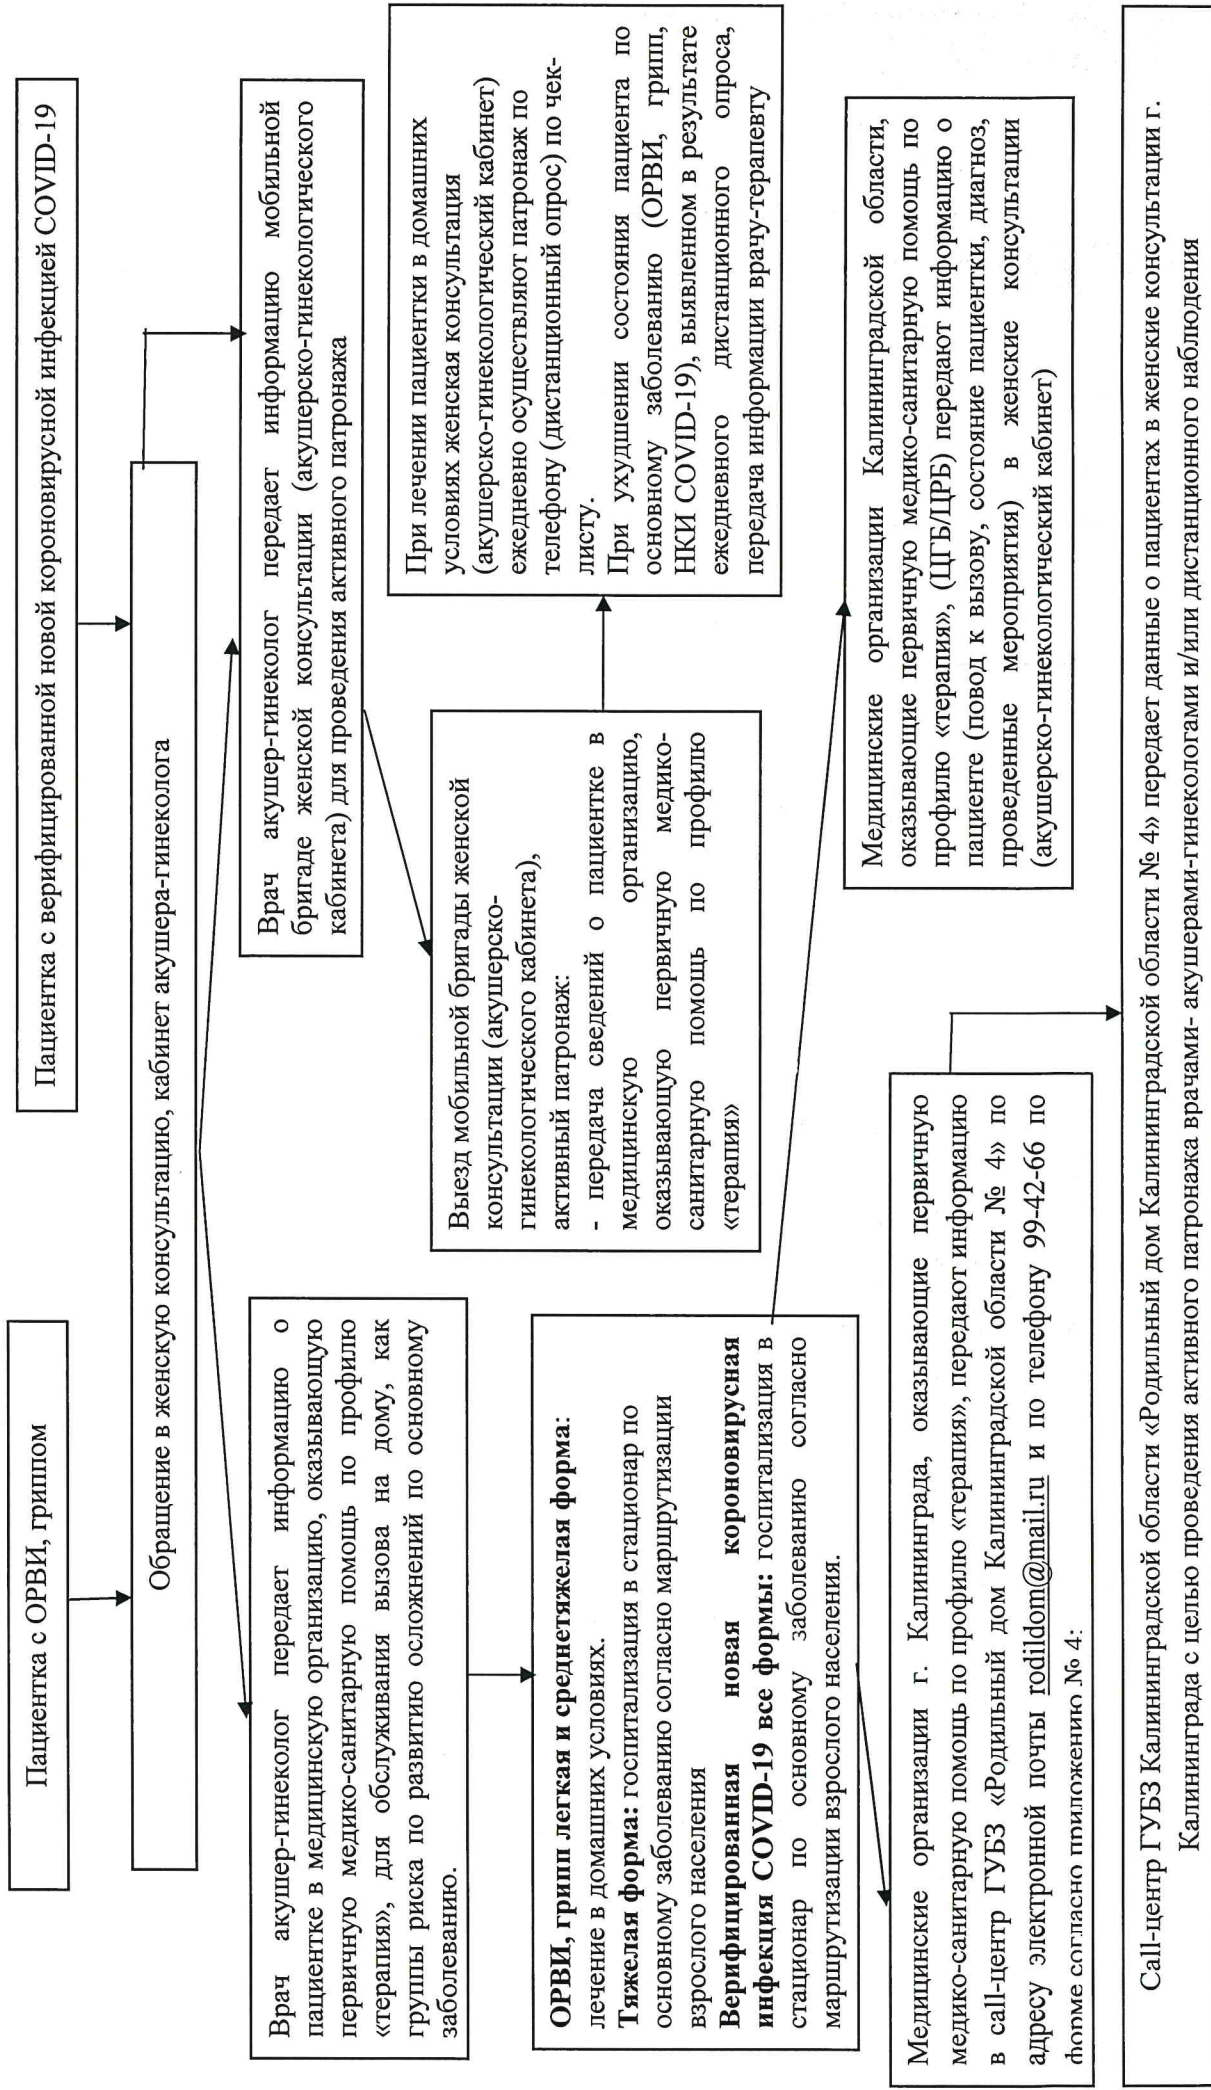 Пациентка с ОРВИ, гриппом
Пациентка с верифицированной новой короновирусной инфекцией COVID-19
Обращение в женскую консультацию, кабинет акушера-гинеколога
Врач акушер-гинеколог передает информацию о
пациентке в медицинскую организацию, оказывающую
первичную медико-санитарную помощь по профилю
«терапия», для обслуживания вызова на дому, как
группы риска по развитию осложнений по основному
заболеванию.
Врач акушер-гинеколог передает информацию мобильной
бригаде женской консультации (акушерско-гинекологического
кабинета) для проведения активного патронажа
Выезд мобильной бригады женской
консультации (акушерско-
гинекологического кабинета),
активный патронаж:
- передача сведений о пациентке в
медицинскую организацию,
оказывающую первичную медико-
санитарную помощь по профилю
«терапия»
При лечении пациентки в домашних
условиях женская консультация
(акушерско-гинекологический кабинет)
ежедневно осуществляют патронаж по
телефону (дистанционный опрос) по чек-
листу.
При ухудшении состояния пациента по
основному заболеванию (ОРВИ, грипп,
НКИ COVID-19), выявленном в результате
ежедневного дистанционного опроса,
передача информации врачу-терапевту
ОРВИ, грипп легкая и среднетяжелая форма:
лечение в домашних условиях.
Тяжелая форма: госпитализация в стационар по
основному заболеванию согласно маршрутизации
взрослого населения
Верифицированная новая короновирусная
инфекция COVID-19 все формы: госпитализация в
стационар по основному заболеванию согласно
маршрутизации взрослого населения.
Медицинские организации Калининградской области,
оказывающие первичную медико-санитарную помощь по
профилю «терапия», (ЦГБ/ЦРБ) передают информацию о
пациенте (повод к вызову, состояние пациентки, диагноз,
проведенные мероприятия) в женские консультации
(акушерско-гинекологический кабинет)
Медицинские организации г. Калининграда, оказывающие первичную
медико-санитарную помощь по профилю «терапия», передают информацию
в call-центр ГУБЗ «Родильный дом Калининградской области № 4» по
адресу электронной почты rodildom@mail.ru и по телефону 99-42-66 по
форме согласно приложению № 4:
Call-центр ГУБЗ Калининградской области «Родильный дом Калининградской области № 4» передает данные о пациентах в женские консультации г.
Калининграда с целью проведения активного патронажа врачами- акушерами-гинекологами и/или дистанционного наблюдения